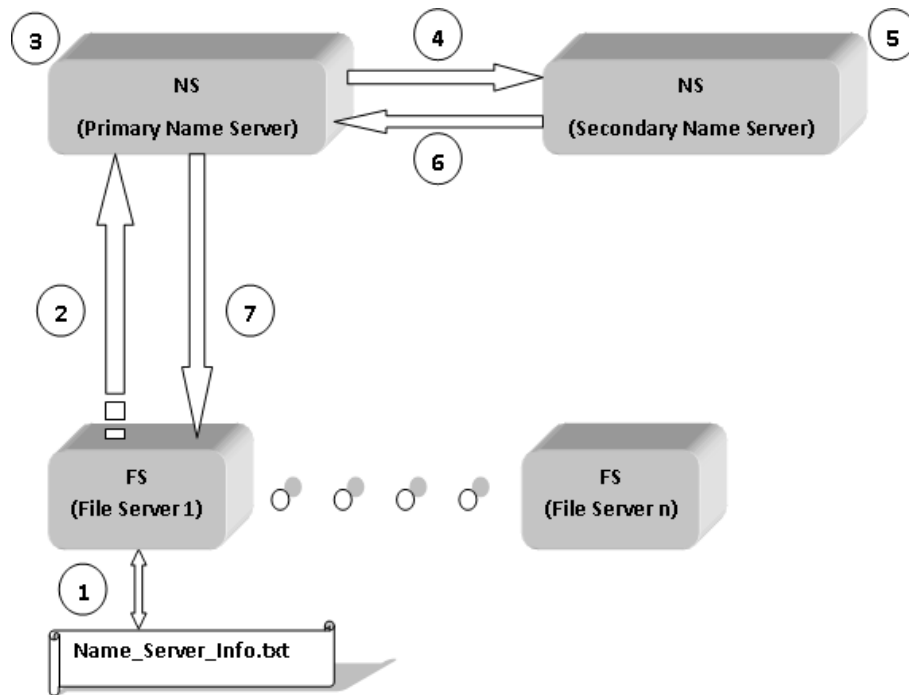 3
4
5
NS
(Primary Name Server)
NS
(Secondary Name Server)
6
2
7
FS
(File Server 1)
FS
(File Server n)
1
Name_Server_Info.txt